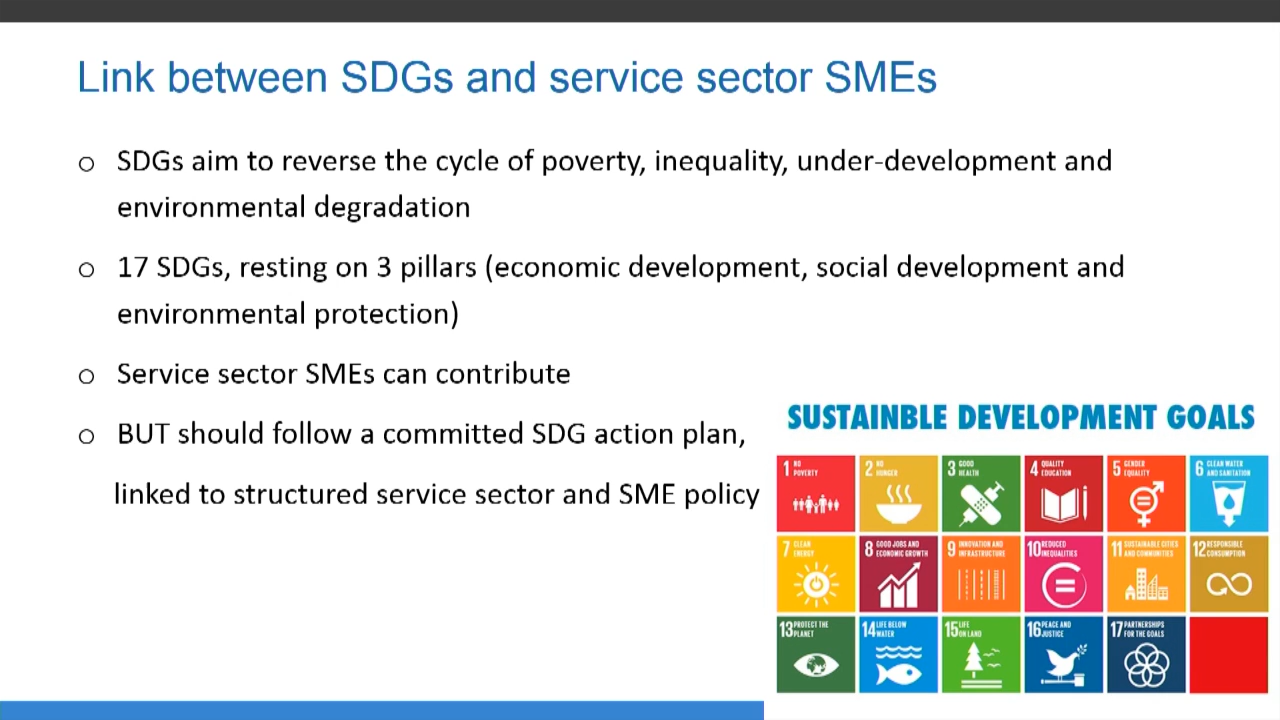 Link between SDGs and service sector SMEs
o SDGs aim to reverse the cycle of poverty, inequality, under-development and
environmental degradation
o 17 SDGs, resting on 3 pillars (economic development, social development and
environmental protection)
o Service sector SMEs can contribute
o BUT should follow a committed SDG action plan,
linked to structured service sector and SME policy
SUSTAINBLE DEVELOPMENT GOALS
1 NO
POVERTY
2 NO
HUNGER
3 GOOD
HEALTH
4 QUALITY
EDUCATION
5 GENDER
EQUALITY
6 CLEAN WATER
AND SANITATION
7 CLEAN
ENERGY
8 GOOD JOBS AND
ECONOMIC GROWTH
9 INNOVATION AND
INFRASTRUCTURE
10 REDUCED
INEQUALITIES
11 SUSTAINABLE CITIES
AND COMMUNITIES
12 RESPONSIBLE
CONSUMPTION
13 PROTECT THE
PLANET
14 LIFE BELOW
WATER
15 LIFE
ON LAND
16 PEACE AND
JUSTICE
17 PARTNERSHIPS
FOR THE GOALS